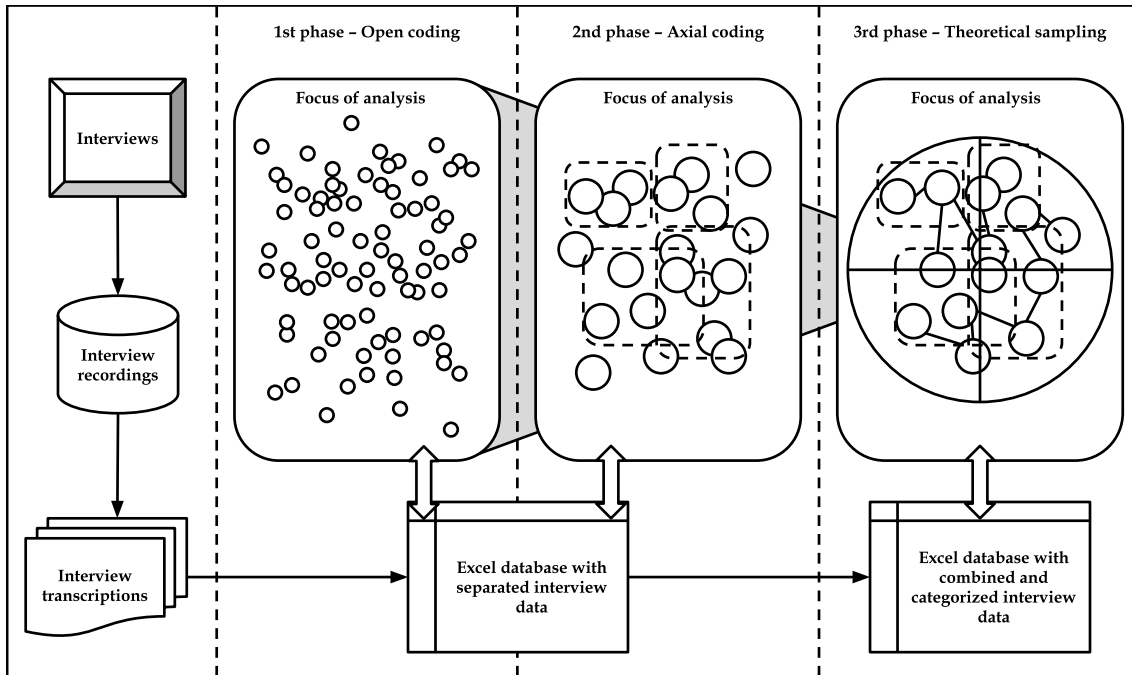 1st phase – Open coding
2nd phase – Axial coding
3rd phase – Theoretical sampling
Interviews
Focus of analysis
Focus of analysis
Focus of analysis
Interview
recordings
Interview
transcriptions
Excel database with
separated interview
data
Excel database with
combined and
categorized interview
data